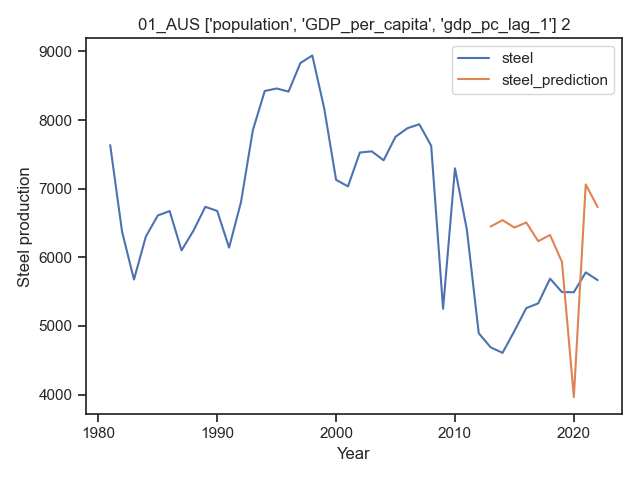 01_AUS ['population', 'GDP_per_capita', 'gdp_pc_lag_1'] 2
steel
steel_prediction
Steel production
9000
8000
7000
6000
5000
4000
1980
1990
2000
2010
2020
Year